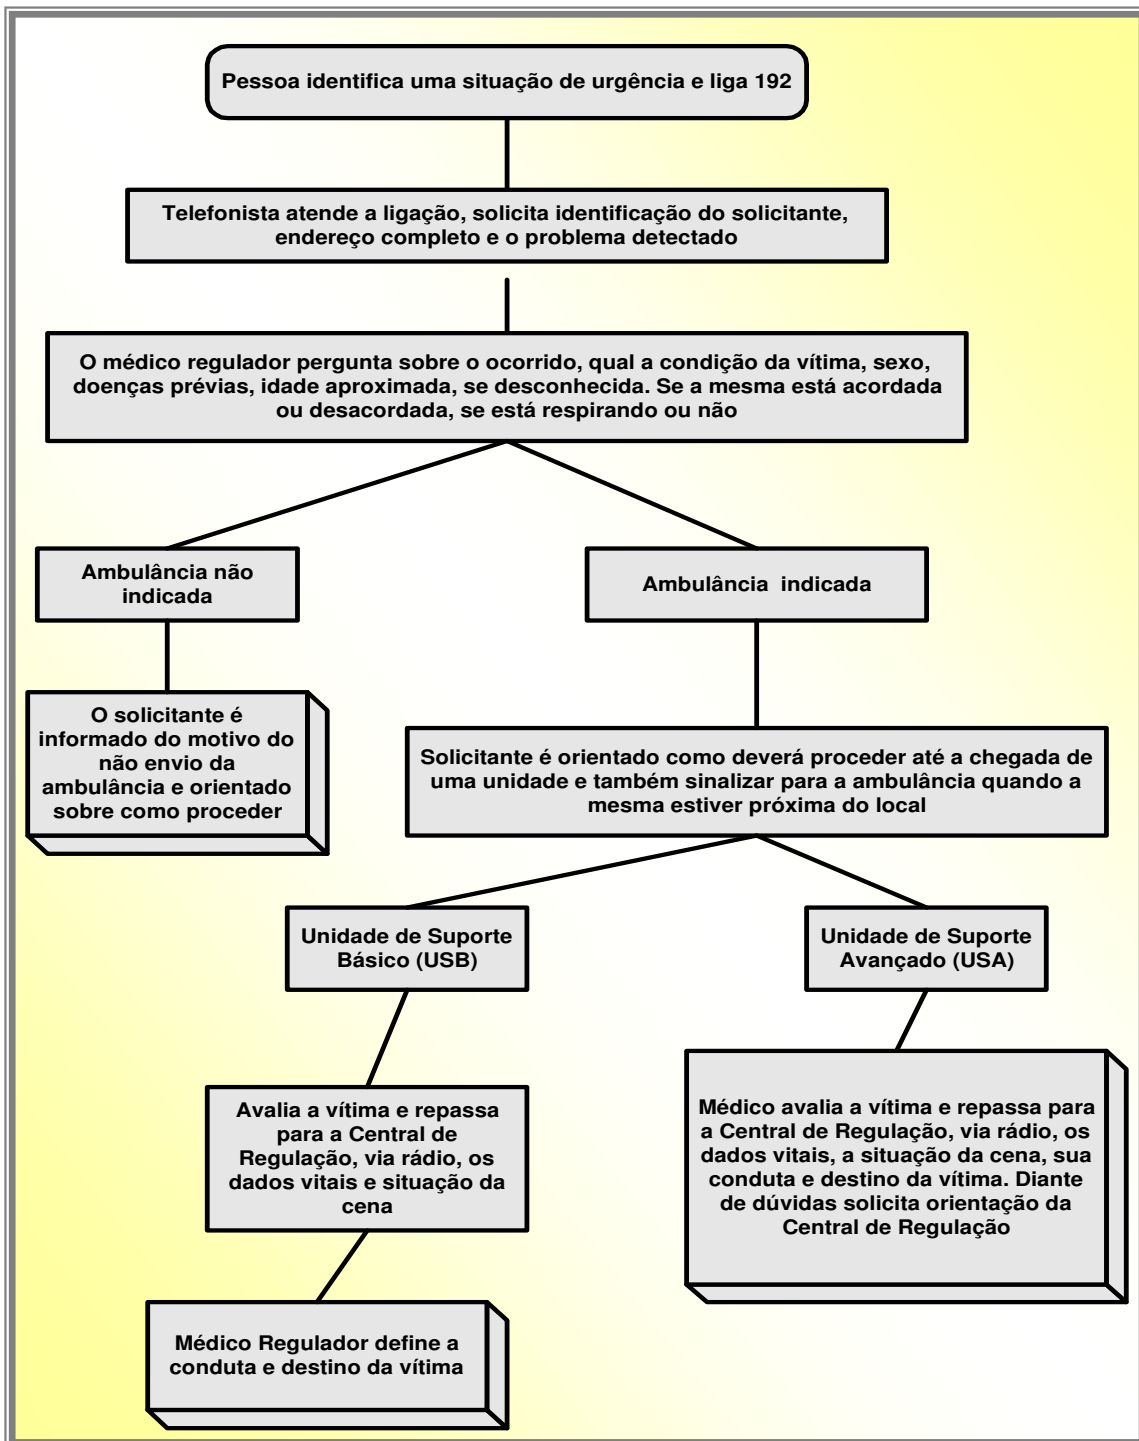 Pessoa identifica uma situação de urgência e liga 192
Telefonista atende a ligação, solicita identificação do solicitante,
endereço completo e o problema detectado
O médico regulador pergunta sobre o ocorrido, qual a condição da vítima, sexo,
doenças prévias, idade aproximada, se desconhecida. Se a mesma está acordada
ou desacordada, se está respirando ou não
Ambulância não
indicada
Ambulância indicada
O solicitante é
informado do motivo do
não envio da
ambulância e orientado
sobre como proceder
Solicitante é orientado como deverá proceder até a chegada de
uma unidade e também sinalizar para a ambulância quando a
mesma estiver próxima do local
Unidade de Suporte
Básico (USB)
Unidade de Suporte
Avançado (USA)
Avalia a vítima e repassa
para a Central de
Regulação, via rádio, os
dados vitais e situação da
cena
Médico avalia a vítima e repassa para
a Central de Regulação, via rádio, os
dados vitais, a situação da cena, sua
conduta e destino da vítima. Diante
de dúvidas solicita orientação da
Central de Regulação
Médico Regulador define a
conduta e destino da vítima